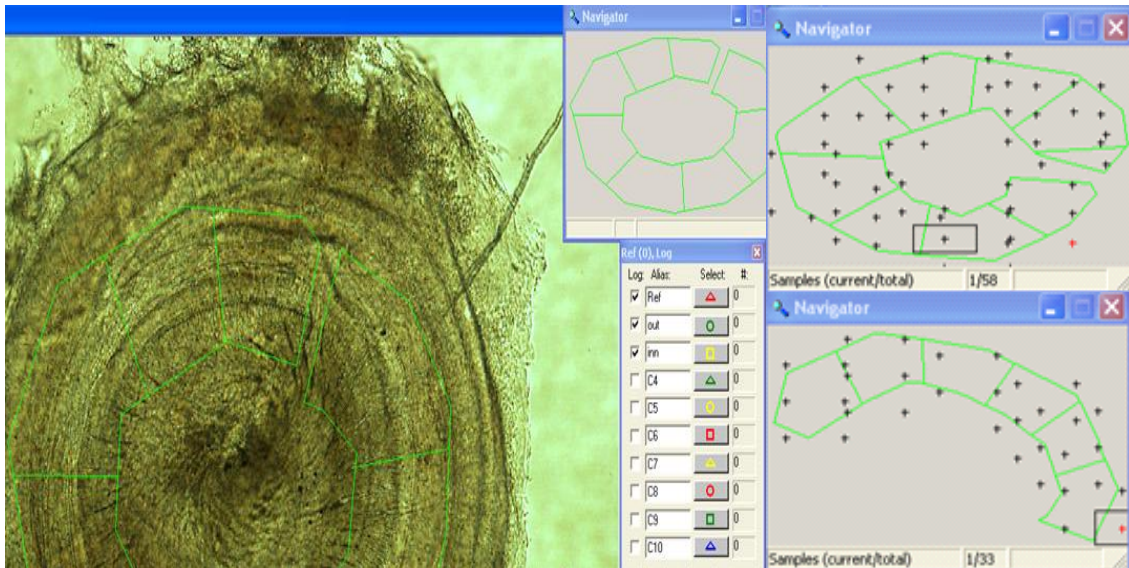 Navigator
Ref (0), Log
Log: Alias: Select: #:
Ref 0
out 0
inn 0
C4 0
C5 0
C6 0
C7 0
C8 0
C9 0
C10 0
Navigator
Samples (current/total) 1/58
Navigator
Samples (current/total) 1/33